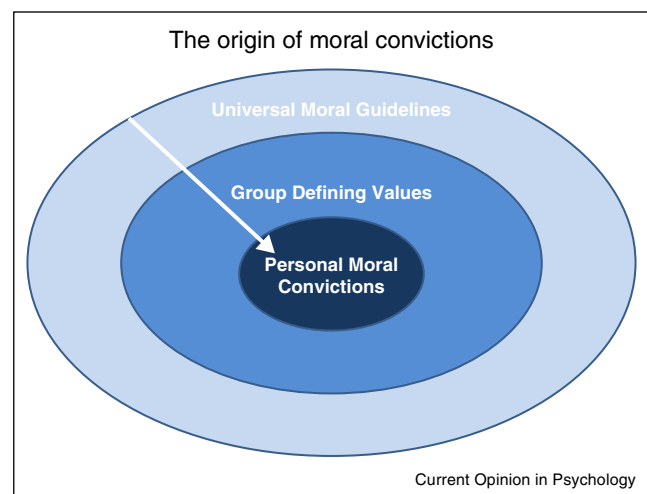 The origin of moral convictions
Universal Moral Guidelines
Group Defining Values
Personal Moral
Convictions
Current Opinion in Psychology